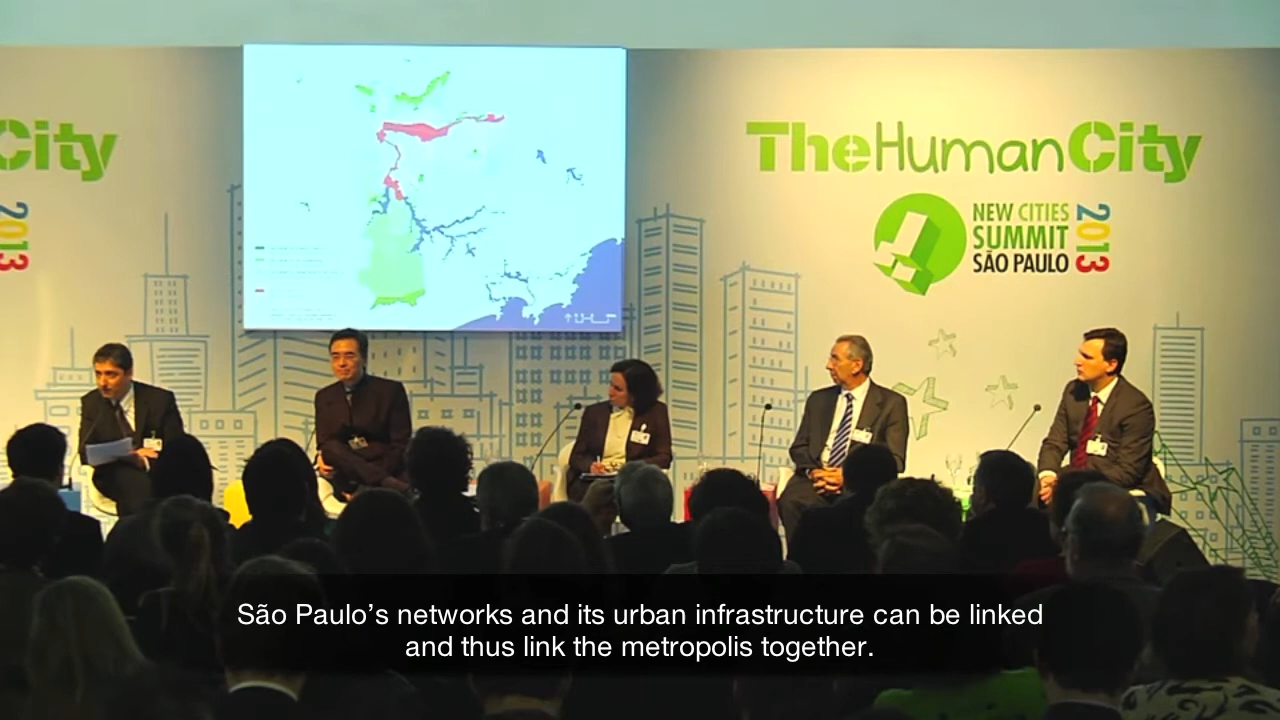 City
2013
TheHumanCity
NEW CITIES
SUMMIT
SÃO PAULO
2013
São Paulo’s networks and its urban infrastructure can be linked
and thus link the metropolis together.